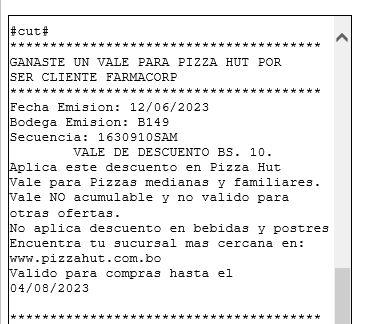 #cut#
****************************************
GANASTE UN VALE PARA PIZZA HUT POR
SER CLIENTE FARMACORP
****************************************
Fecha Emision: 12/06/2023
Bodega Emision: B149
Secuencia: 1630910SAM
VALE DE DESCUENTO BS. 10.
Aplica este descuento en Pizza Hut
Vale para Pizzas medianas y familiares.
Vale NO acumulable y no valido para
otras ofertas.
No aplica descuento en bebidas y postres
Encuentra tu sucursal mas cercana en:
www.pizzahut.com.bo
Valido para compras hasta el
04/08/2023
****************************************